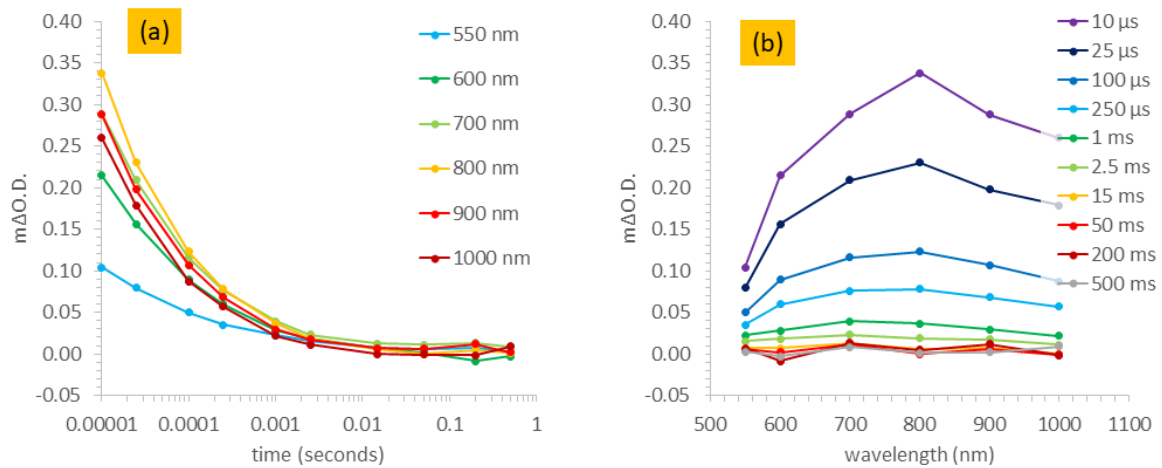 (a)
mΔO.D.
0.40
0.35
0.30
0.25
0.20
0.15
0.10
0.05
0.00
-0.05
0.00001 0.0001 0.001 0.01 0.1 1
time (seconds)
550 nm
600 nm
700 nm
800 nm
900 nm
1000 nm
(b)
mΔO.D.
0.40
0.35
0.30
0.25
0.20
0.15
0.10
0.05
0.00
-0.05
500 600 700 800 900 1000 1100
wavelength (nm)
10 µs
25 µs
100 µs
250 µs
1 ms
2.5 ms
15 ms
50 ms
200 ms
500 ms